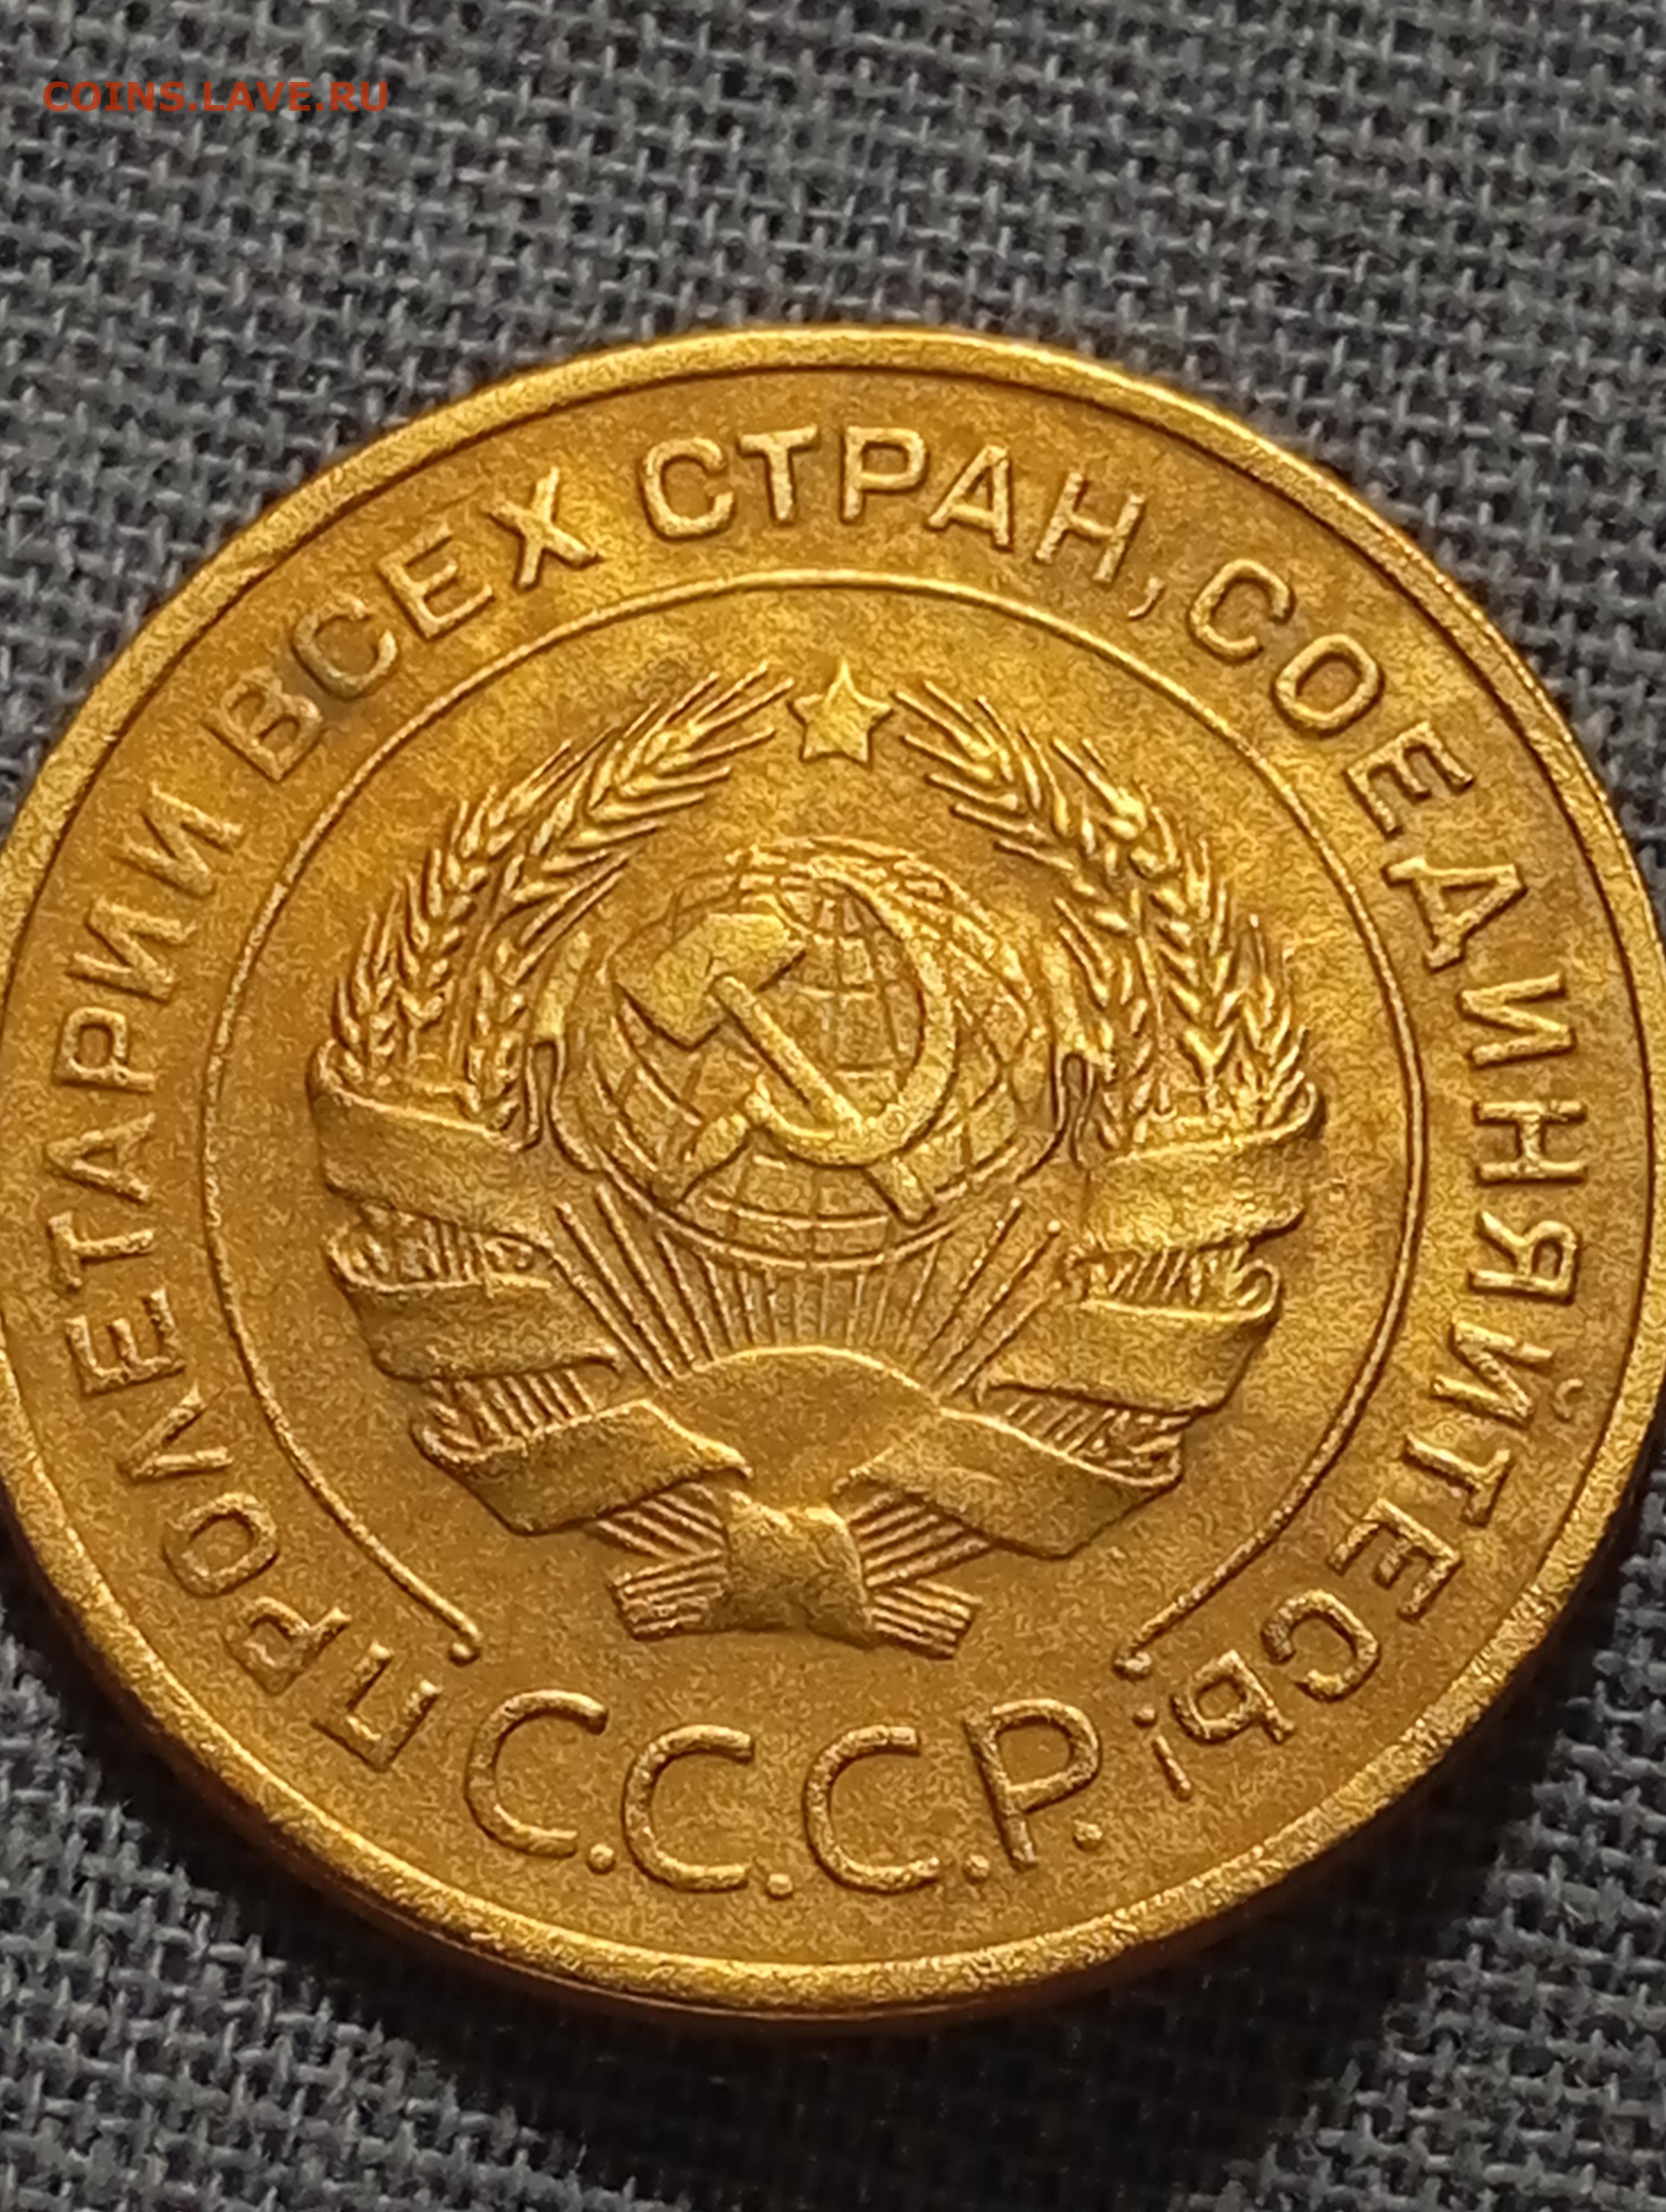 COINS.LAVE.RU
ПРОЛЕТАРИИ ВСЕХ СТРАН, СОЕДИНЯЙТЕСЬ!
С.С.С.Р.